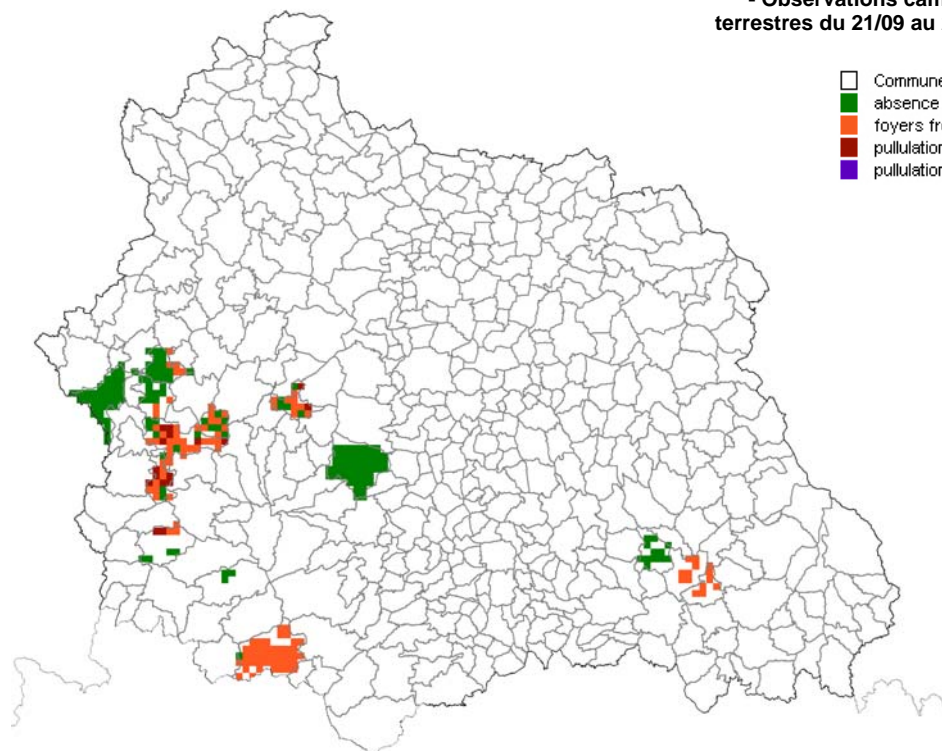 - Observations cam
terrestres du 21/09 au
Commune
absence
foyers fr
pullulation
pullulation